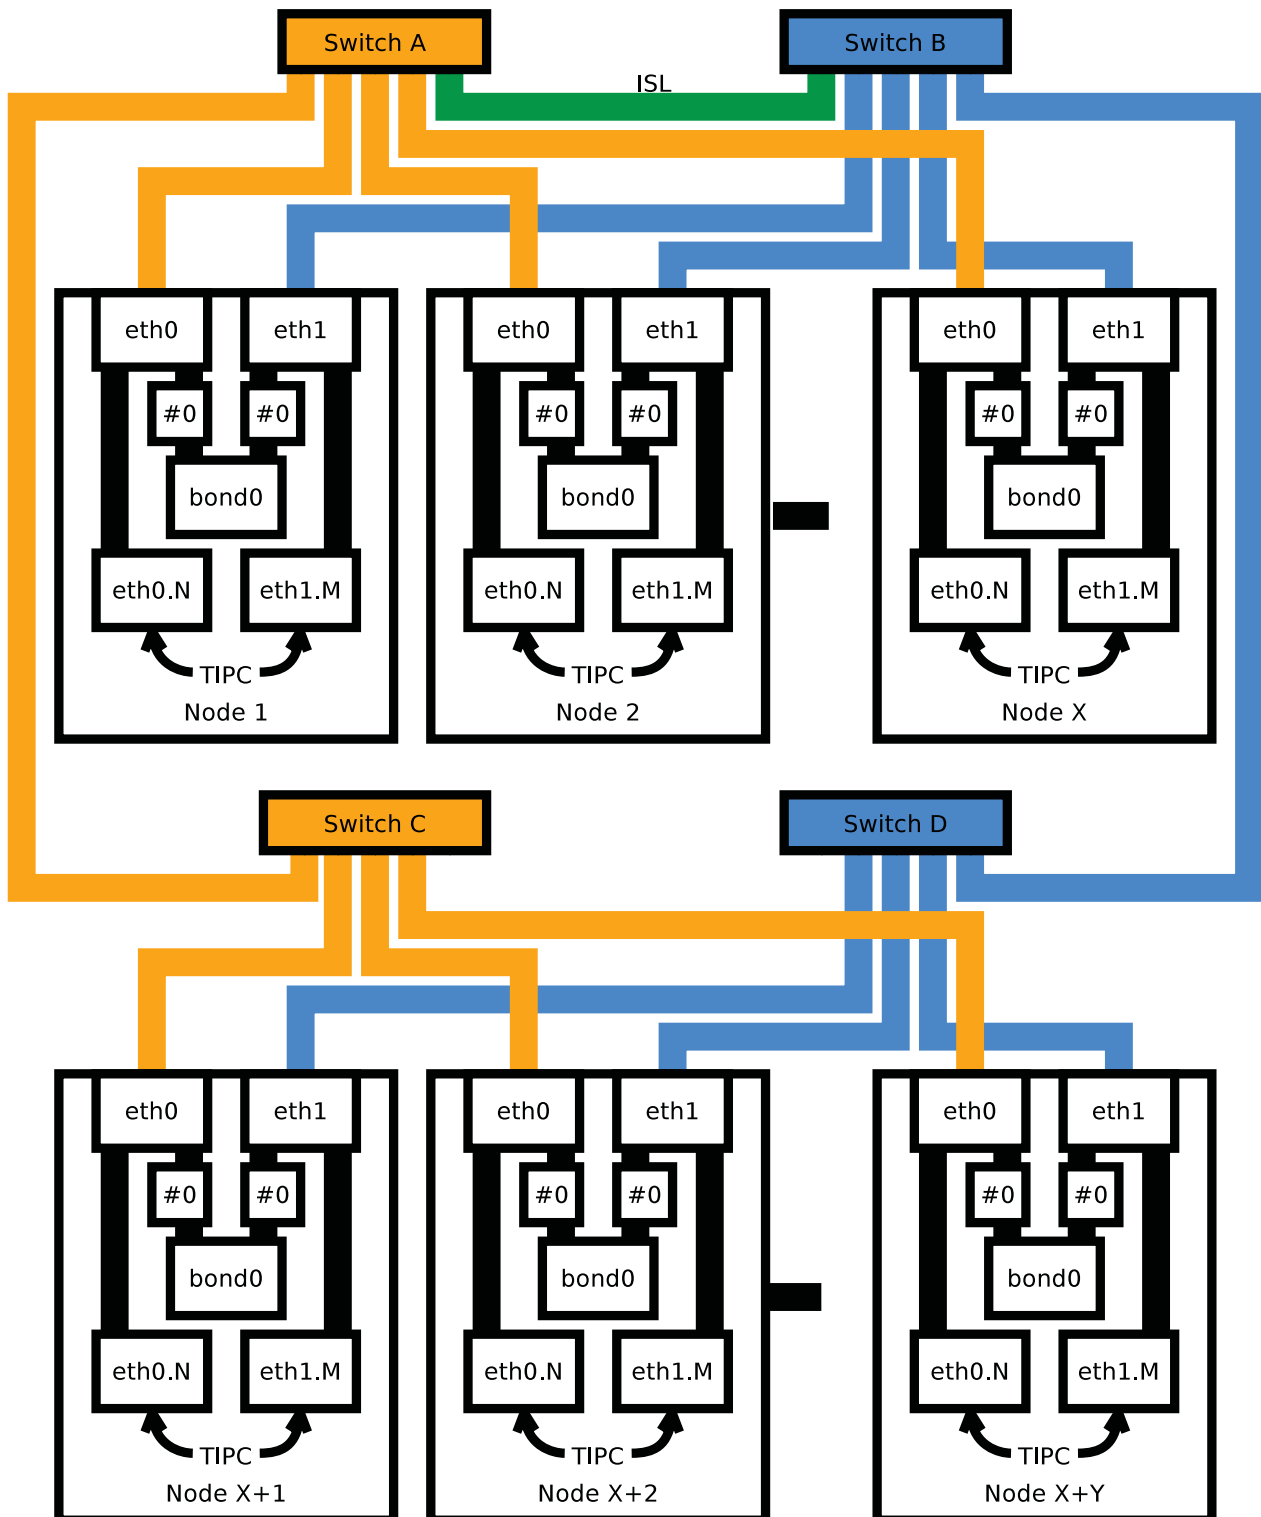 Switch A
Switch B
ISL
eth0
eth1
eth0
eth1
eth0
eth1
#0
#0
#0
#0
#0
#0
bond0
bond0
bond0
eth0.N
eth1.M
eth0.N
eth1.M
eth0.N
eth1.M
TIPC
TIPC
TIPC
Node 1
Node 2
Node X
Switch C
Switch D
eth0
eth1
eth0
eth1
eth0
eth1
#0
#0
#0
#0
#0
#0
bond0
bond0
bond0
eth0.N
eth1.M
eth0.N
eth1.M
eth0.N
eth1.M
TIPC
TIPC
TIPC
Node X+1
Node X+2
Node X+Y